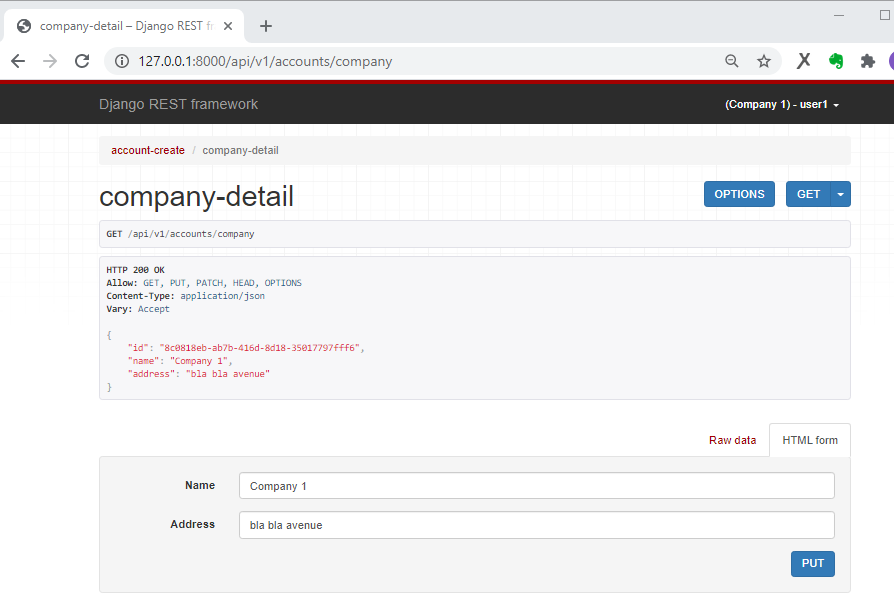 company-detail – Django REST fr
127.0.0.1:8000/api/v1/accounts/company
Django REST framework
(Company 1) - user1
account-create / company-detail
company-detail
OPTIONS
GET
GET /api/v1/accounts/company
HTTP 200 OK
Allow: GET, PUT, PATCH, HEAD, OPTIONS
Content-Type: application/json
Vary: Accept
{
"id": "8c0818eb-ab7b-416d-8d18-35017797fff6",
"name": "Company 1",
"address": "bla bla avenue"
}
Raw data
HTML form
Name
Company 1
Address
bla bla avenue
PUT